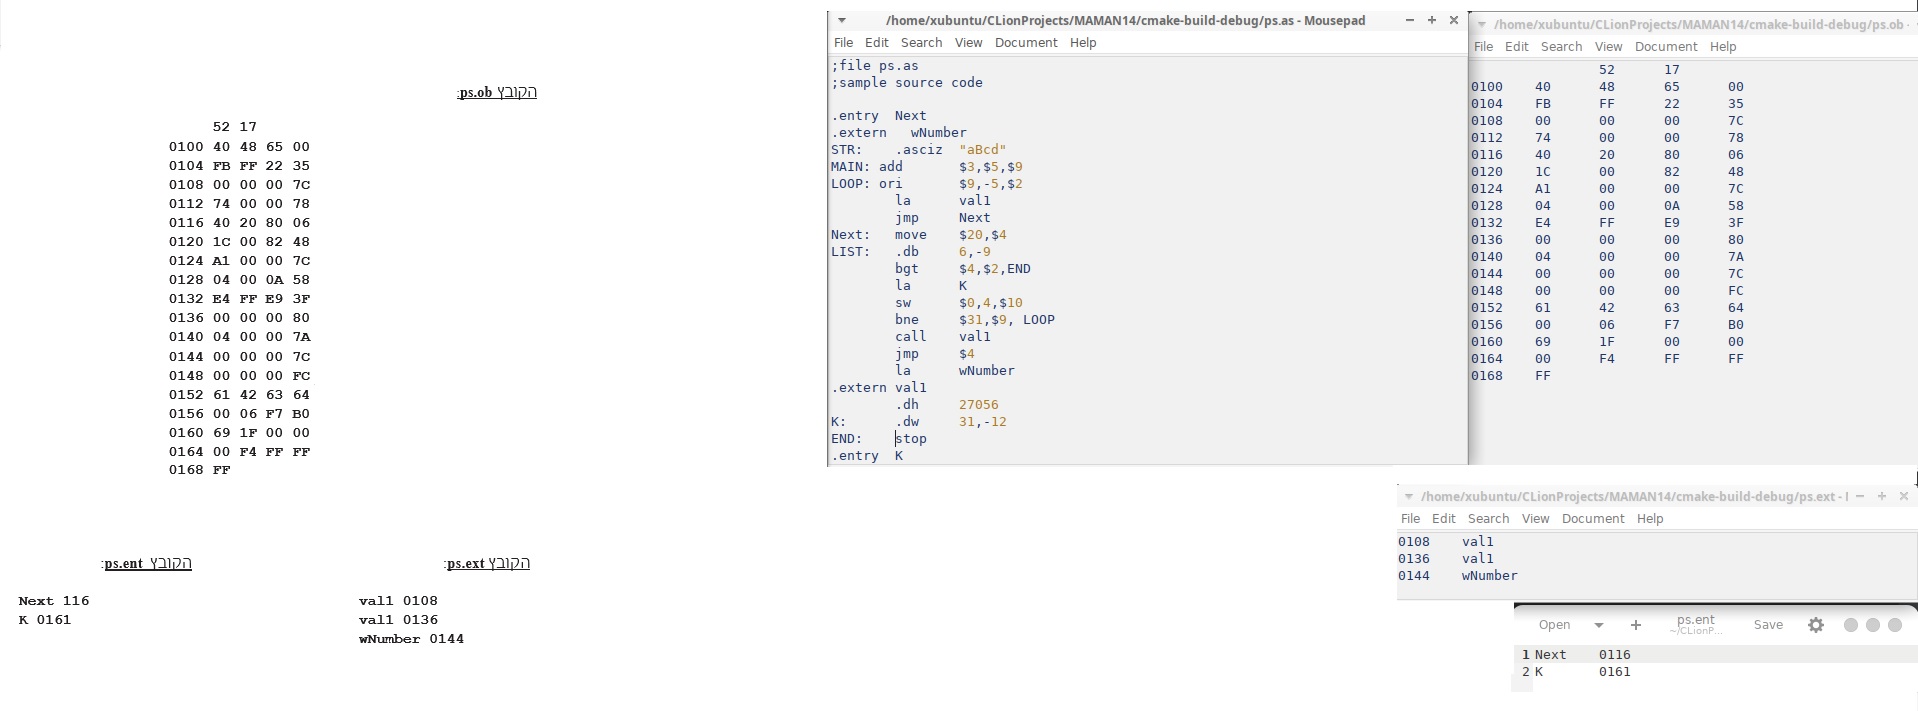 הקובץ ps.ob:
52 17
0100 40 48 65 00
0104 FB FF 22 35
0108 00 00 00 7C
0112 74 00 00 78
0116 40 20 80 06
0120 1C 00 82 48
0124 A1 00 00 7C
0128 04 00 0A 58
0132 E4 FF E9 3F
0136 00 00 00 80
0140 04 00 00 7A
0144 00 00 00 7C
0148 00 00 00 FC
0152 61 42 63 64
0156 00 06 F7 B0
0160 69 1F 00 00
0164 00 F4 FF FF
0168 FF
הקובץ ps.ent:
Next 116
K 0161
הקובץ ps.ext:
val1 0108
val1 0136
wNumber 0144
/home/xubuntu/CLionProjects/MAMAN14/cmake-build-debug/ps.as - Mousepad
File Edit Search View Document Help
;file ps.as
;sample source code
.entry Next
.extern wNumber
STR: .asciz "aBcd"
MAIN: add $3,$5,$9
LOOP: ori $9,-5,$2
la val1
jmp Next
Next: move $20,$4
LIST: .db 6,-9
bgt $4,$2,END
la K
sw $0,4,$10
bne $31,$9, LOOP
call val1
jmp $4
la wNumber
.extern val1
.dh 27056
K: .dw 31,-12
END: stop
.entry K
/home/xubuntu/CLionProjects/MAMAN14/cmake-build-debug/ps.ob -
File Edit Search View Document Help
52 17
0100 40 48 65 00
0104 FB FF 22 35
0108 00 00 00 7C
0112 74 00 00 78
0116 40 20 80 06
0120 1C 00 82 48
0124 A1 00 00 7C
0128 04 00 0A 58
0132 E4 FF E9 3F
0136 00 00 00 80
0140 04 00 00 7A
0144 00 00 00 7C
0148 00 00 00 FC
0152 61 42 63 64
0156 00 06 F7 B0
0160 69 1F 00 00
0164 00 F4 FF FF
0168 FF
/home/xubuntu/CLionProjects/MAMAN14/cmake-build-debug/ps.ext -
File Edit Search View Document Help
0108 val1
0136 val1
0144 wNumber
Open ps.ent Save
~/CLionP...
1 Next 0116
2 K 0161